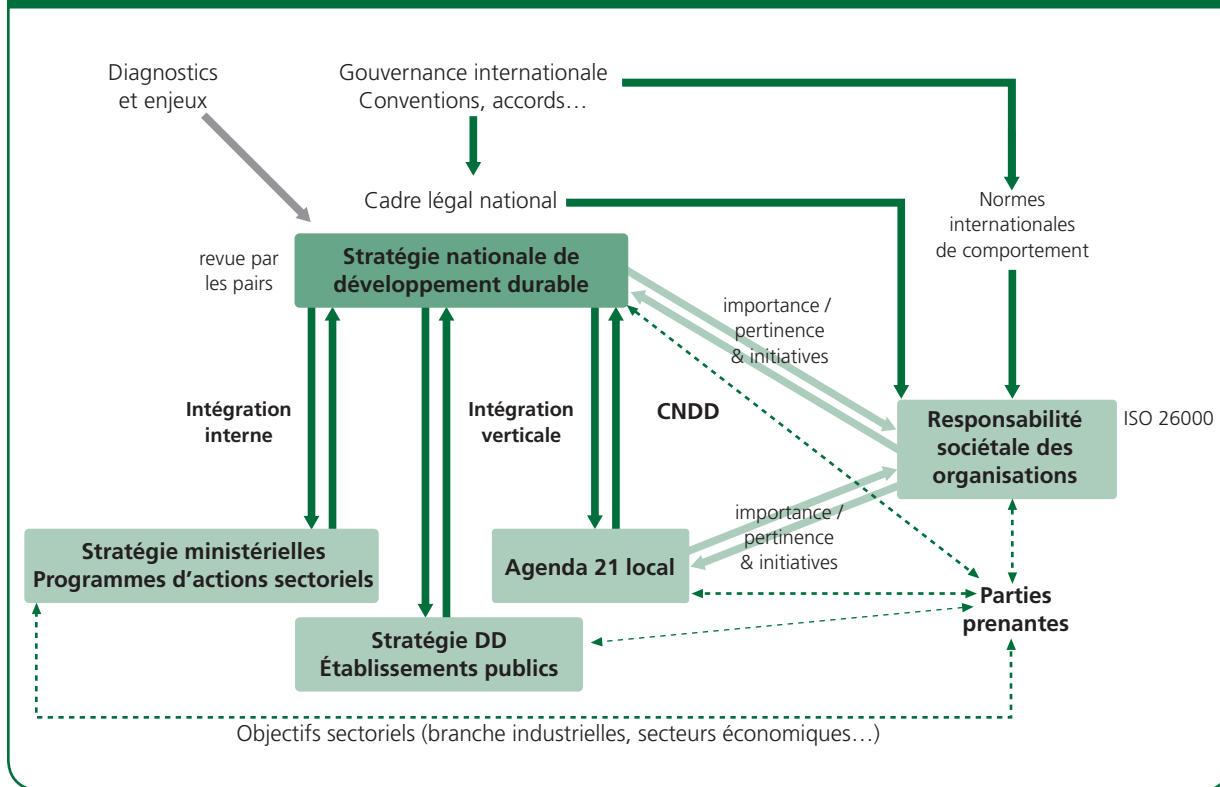 Diagnostics
et enjeux
Gouvernance internationale
Conventions, accords…
Cadre légal national
Normes
internationales
de comportement
revue par
les pairs
Stratégie nationale de
développement durable
importance /
pertinence
& initiatives
Intégration
interne
Intégration
verticale
CNDD
Responsabilité
sociétale des
organisations
ISO 26000
Stratégie ministérielles
Programmes d’actions sectoriels
Agenda 21 local
importance /
pertinence
& initiatives
Parties
prenantes
Stratégie DD
Établissements publics
Objectifs sectoriels (branche industrielles, secteurs économiques…)